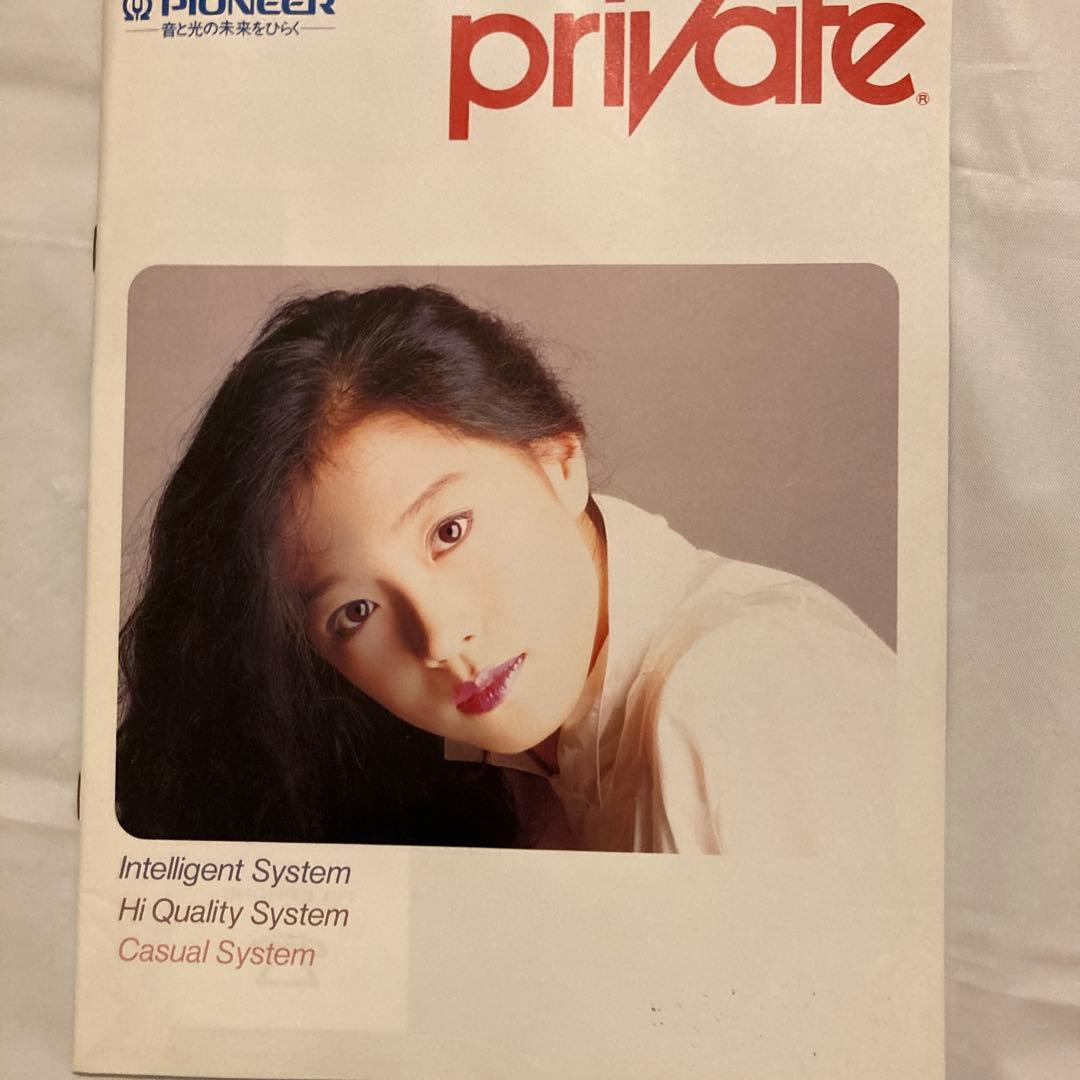 PIONEER
音と光の未来をひらく
private®
Intelligent System
Hi Quality System
Casual System